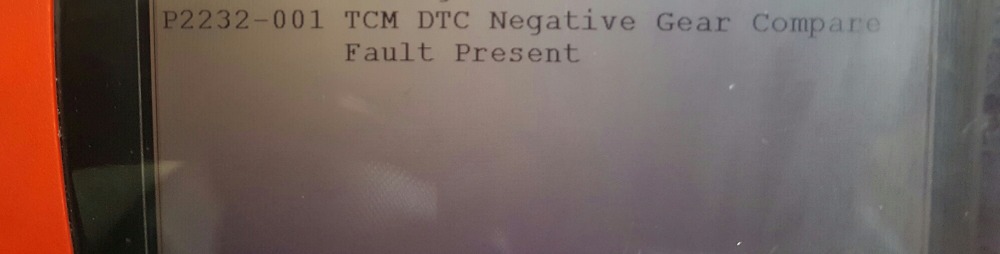 P2232-001 TCM DTC Negative Gear Compare
Fault Present